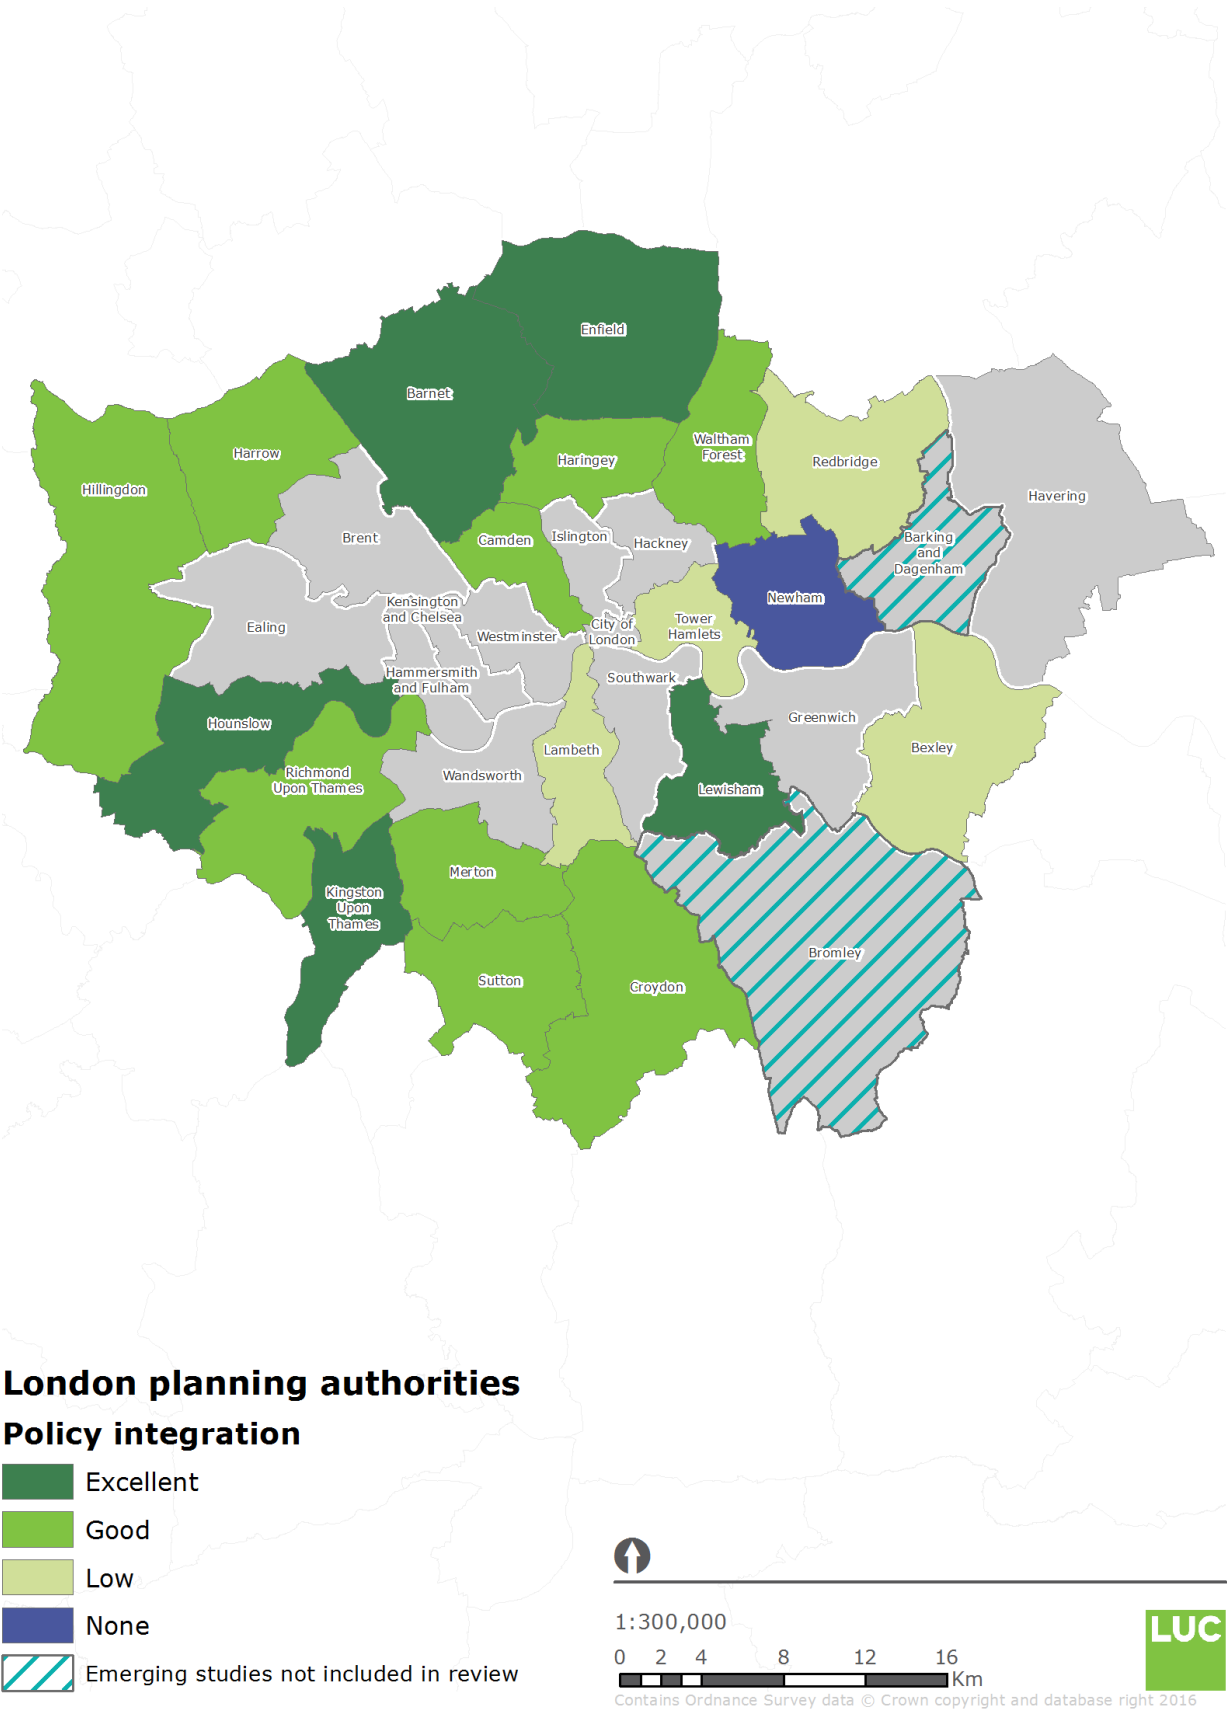 Enfield
Barnet
Waltham
Forest
Harrow
Haringey
Redbridge
Hillingdon
Havering
Brent
Camden
Islington
Hackney
Barking
and
Dagenham
Kensington
and Chelsea
Newham
Ealing
Westminster
City of
London
Tower
Hamlets
Hammersmith
and Fulham
Southwark
Hounslow
Greenwich
Lambeth
Bexley
Richmond
Upon Thames
Wandsworth
Lewisham
Merton
Kingston
Upon
Thames
Bromley
Sutton
Croydon
London planning authorities
Policy integration
Excellent
Good
Low
None
Emerging studies not included in review
1:300,000
0 2 4 8 12 16
Km
Contains Ordnance Survey data © Crown copyright and database right 2016
LUC